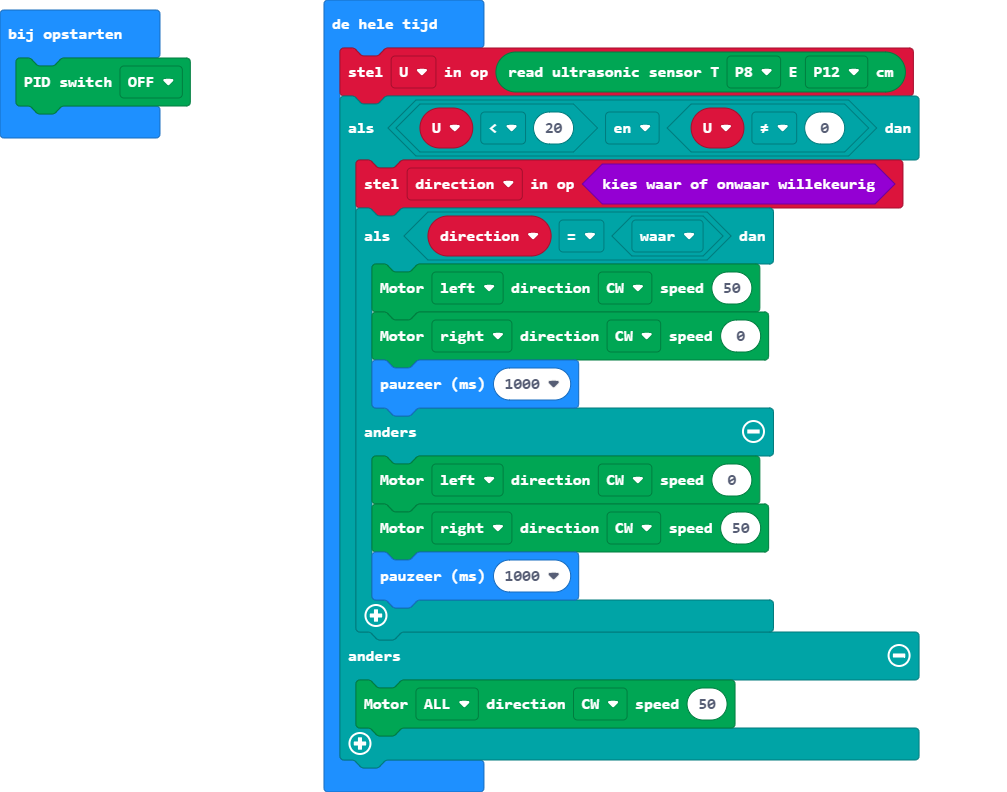 bij opstarten
PID switch OFF
de hele tijd
stel U in op read ultrasonic sensor T P8 E P12 cm
als U < 20 en U ≠ 0 dan
stel direction in op kies waar of onwaar willekeurig
als direction = waar dan
Motor left direction CW speed 50
Motor right direction CW speed 0
pauzeer (ms) 1000
anders
Motor left direction CW speed 0
Motor right direction CW speed 50
pauzeer (ms) 1000
anders
Motor ALL direction CW speed 50